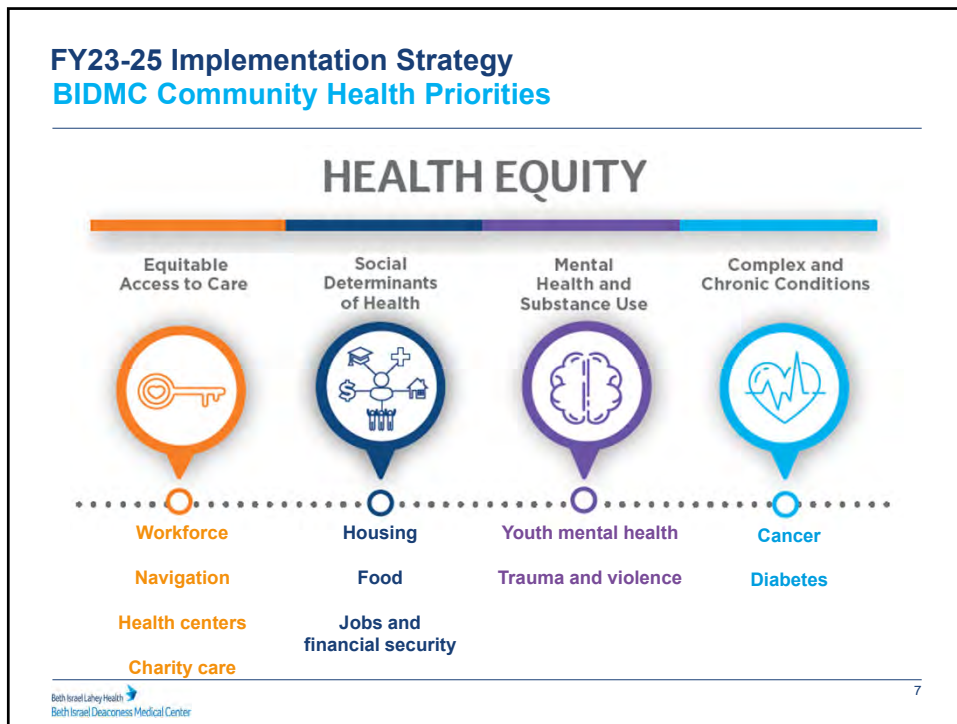 FY23-25 Implementation Strategy
BIDMC Community Health Priorities
HEALTH EQUITY
Equitable
Access to Care
Social
Determinants
of Health
Mental
Health and
Substance Use
Complex and
Chronic Conditions
$
Workforce
Navigation
Health centers
Charity care
Housing
Food
Jobs and
financial security
Youth mental health
Trauma and violence
Cancer
Diabetes
Beth Israel Lahey Health
Beth Israel Deaconess Medical Center
7